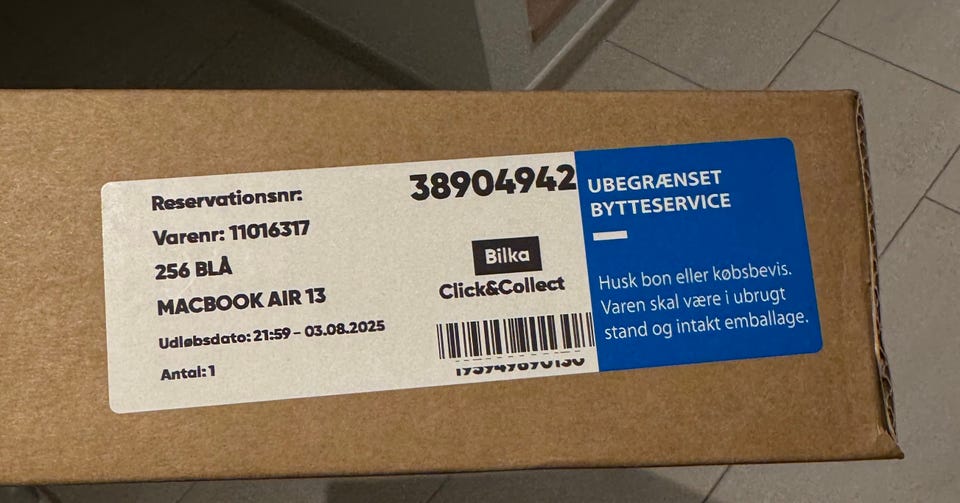 Reservationsnr: 38904942
Varenr: 11016317
256 BLÅ
MACBOOK AIR 13
Udløbsdato: 21:59 - 03.08.2025
Antal: 1
Bilka
Click&Collect
UBEGRÆNSET
BYTTESERVICE
Husk bon eller købsbevis.
Varen skal være i ubrugt
stand og intakt emballage.